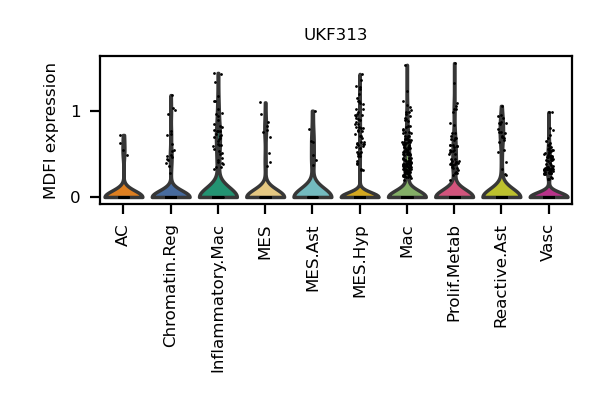 UKF313
MDFI expression
1
0
AC
Chromatin.Reg
Inflammatory.Mac
MES
MES.Ast
MES.Hyp
Mac
Prolif.Metab
Reactive.Ast
Vasc